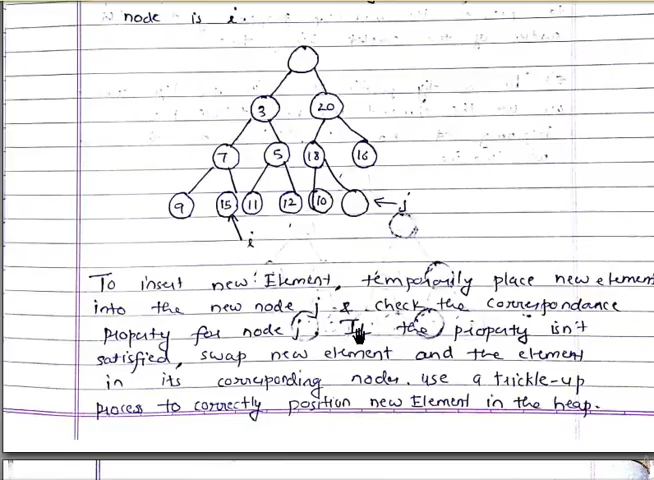 node is i.
3 20
7 5 18 16
9 15 11 12 10 ← j
i
To insert new Element, temporarily place new element
into the new node j & check the correspondance
property for node j, If the property isn't
satisfied, swap new element and the element
in its corresponding node. use a trickle-up
process to correctly position new Element in the heap.